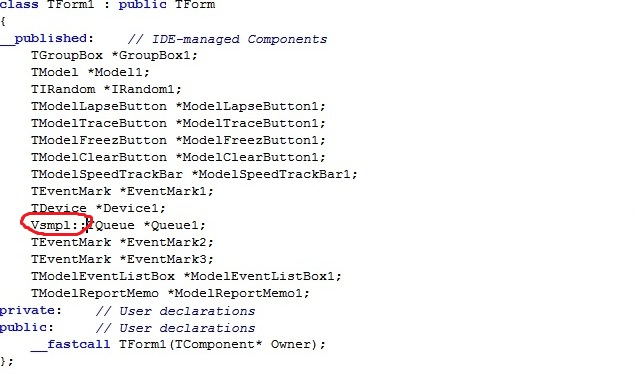 class TForm1 : public TForm
{
__published:    // IDE-managed Components
    TGroupBox *GroupBox1;
    TModel *Model1;
    TIRandom *IRandom1;
    TModelLapseButton *ModelLapseButton1;
    TModelTraceButton *ModelTraceButton1;
    TModelFreezButton *ModelFreezButton1;
    TModelClearButton *ModelClearButton1;
    TModelSpeedTrackBar *ModelSpeedTrackBar1;
    TEventMark *EventMark1;
    TDevice *Device1;
    Vsmpl::TQueue *Queue1;
    TEventMark *EventMark2;
    TEventMark *EventMark3;
    TModelEventListBox *ModelEventListBox1;
    TModelReportMemo *ModelReportMemo1;
private:    // User declarations
public:    // User declarations
    __fastcall TForm1(TComponent* Owner);
};